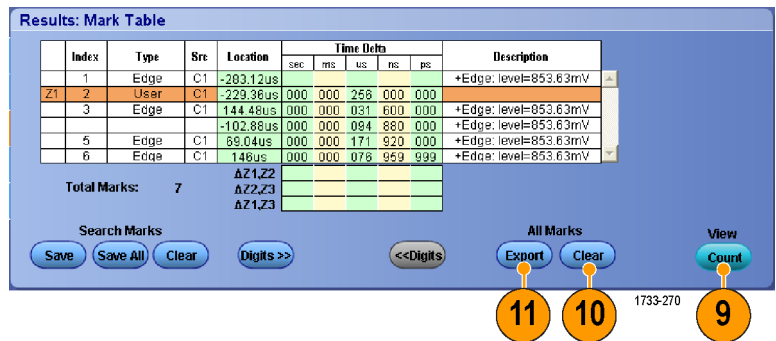 Results: Mark Table
Time Delta
Index Type Src Location sec ms us ns ps Description
1 Edge C1 -283.12us +Edge: level=853.63mV
Z1 2 User C1 -229.36us 000 000 256 000 000
3 Edge C1 144.48us 000 000 031 600 000 +Edge: level=853.63mV
-102.88us 000 000 094 880 000 +Edge: level=853.63mV
5 Edge C1 69.04us 000 000 171 920 000 +Edge: level=853.63mV
6 Edge C1 146us 000 000 076 959 999 +Edge: level=853.63mV
ΔZ1,Z2
Total Marks: 7 ΔZ2,Z3
ΔZ1,Z3
Search Marks All Marks View
Save Save All Clear Digits >> <<Digits Export Clear Count
1733-270
11 10 9